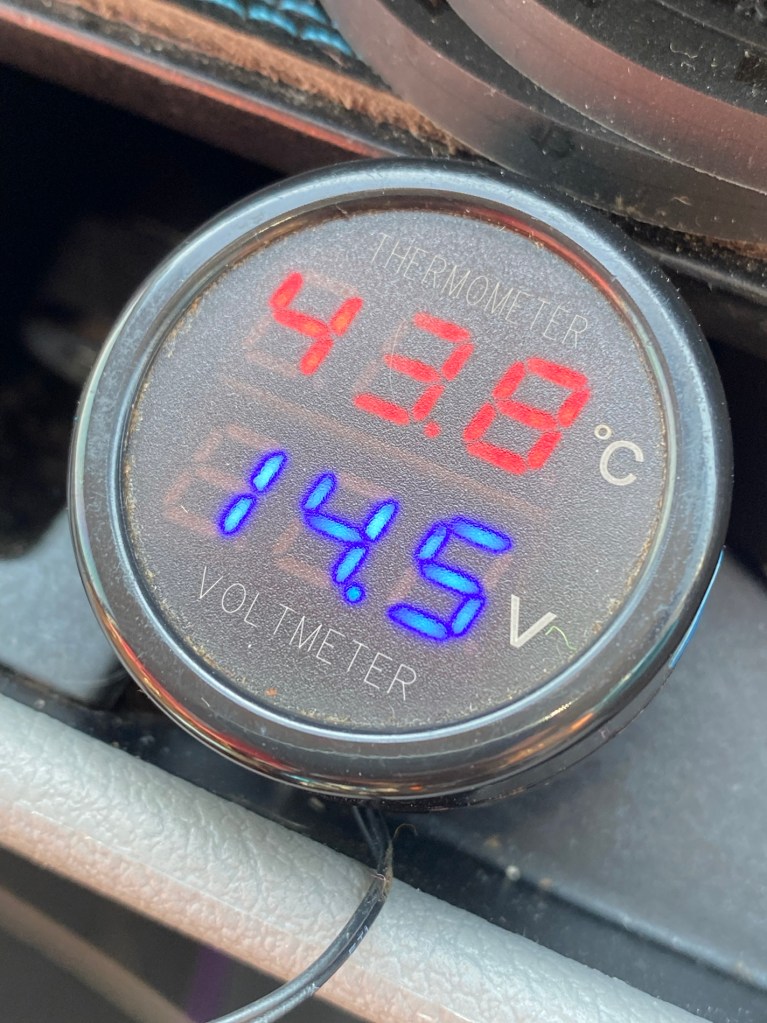 THERMOMETER
43.8 °C
14.5 V
VOLTMETER